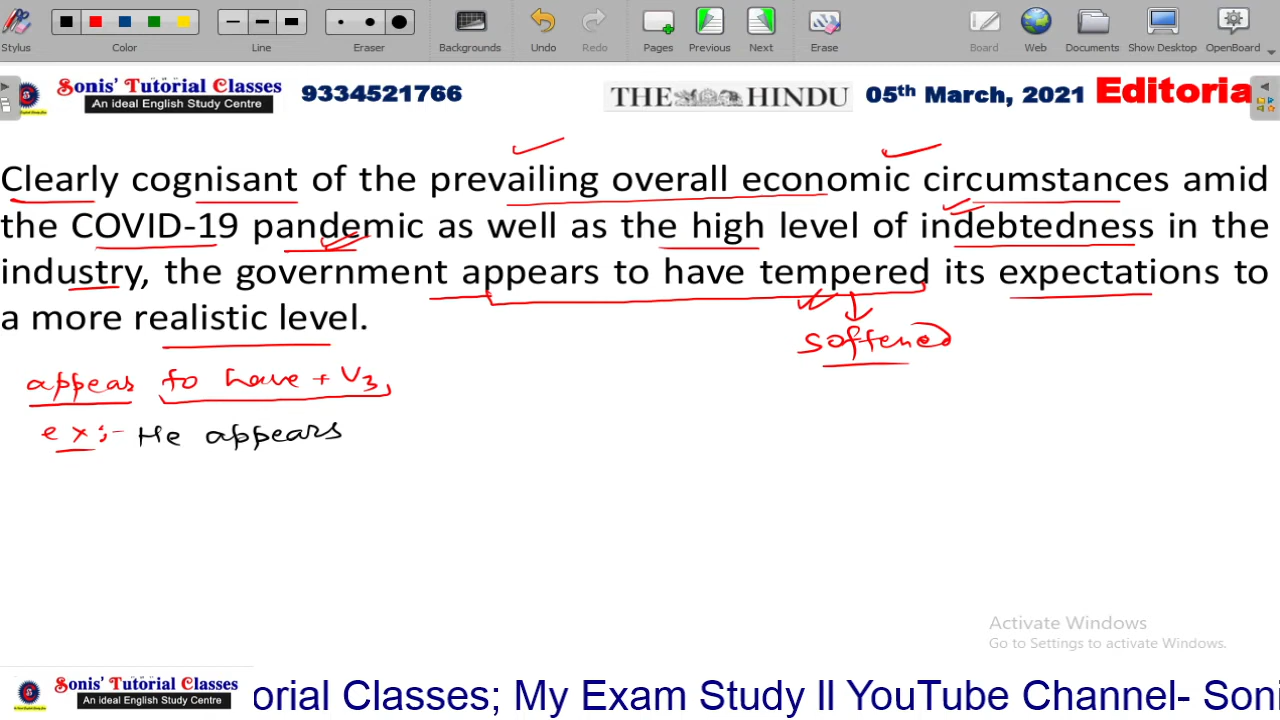 Stylus Color Line Eraser Backgrounds Undo Redo Pages Previous Next Erase Board Web Documents Show Desktop OpenBoard
Sonis' Tutorial Classes
An ideal English Study Centre
9334521766
THE HINDU
05th March, 2021
Editoria
Clearly cognisant of the prevailing overall economic circumstances amid
the COVID-19 pandemic as well as the high level of indebtedness in the
industry, the government appears to have tempered its expectations to
a more realistic level.
softened
appeas to have + V3,
ex:- He appears
Activate Windows
Go to Settings to activate Windows.
Sonis' Tutorial Classes
An ideal English Study Centre
orial Classes; My Exam Study ll YouTube Channel- Soni